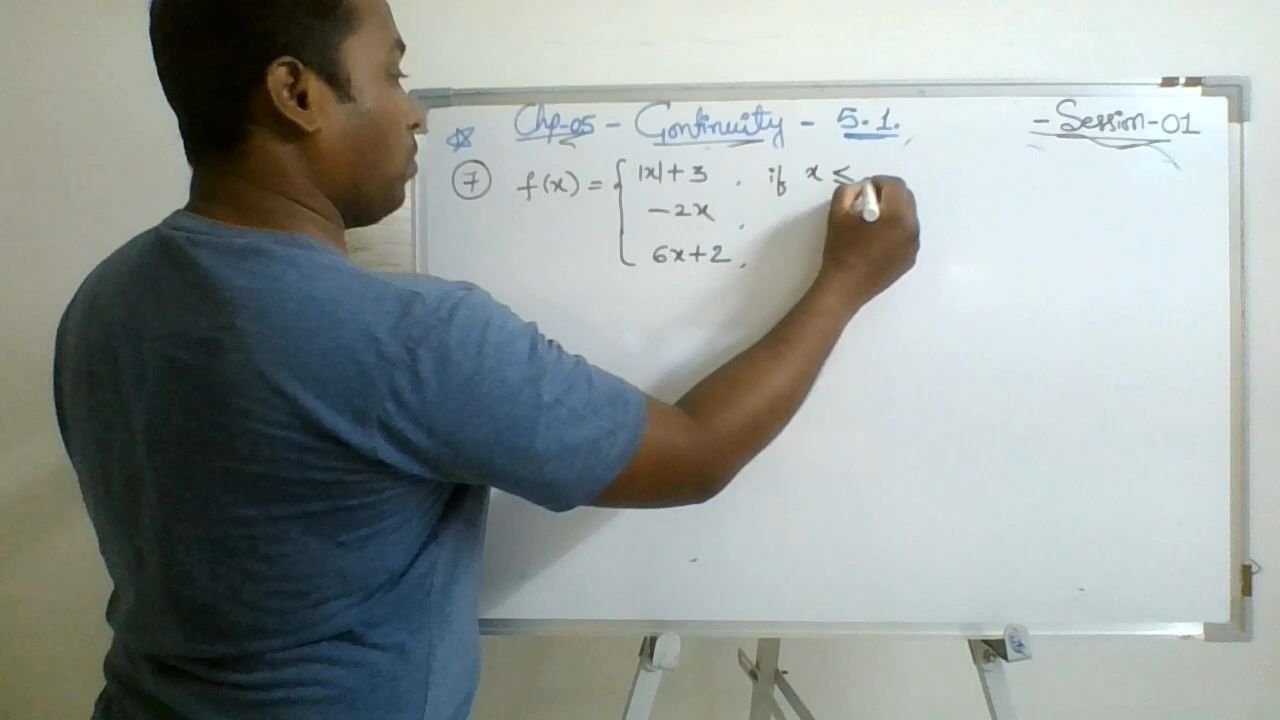 ☆ Chp-05 - Continuity - 5.1. - Session-01
⑦ f(x) = { |x|+3 , if x ≤
-2x ,
6x+2 ,